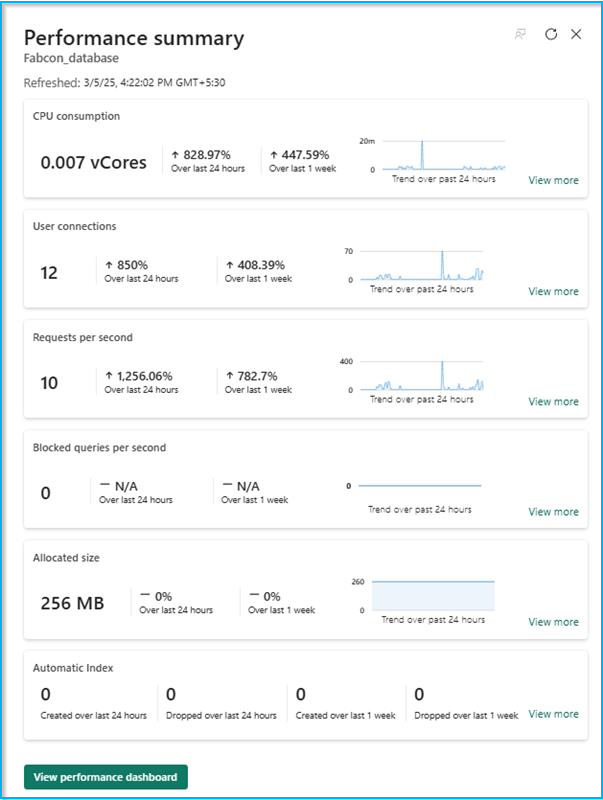 Performance summary
Fabcon_database
Refreshed: 3/5/25, 4:22:02 PM GMT+5:30
CPU consumption
0.007 vCores
↑ 828.97%
Over last 24 hours
↑ 447.59%
Over last 1 week
20m
0
Trend over past 24 hours
View more
User connections
12
↑ 850%
Over last 24 hours
↑ 408.39%
Over last 1 week
70
0
Trend over past 24 hours
View more
Requests per second
10
↑ 1,256.06%
Over last 24 hours
↑ 782.7%
Over last 1 week
400
0
Trend over past 24 hours
View more
Blocked queries per second
0
— N/A
Over last 24 hours
— N/A
Over last 1 week
0
Trend over past 24 hours
View more
Allocated size
256 MB
— 0%
Over last 24 hours
— 0%
Over last 1 week
260
0
Trend over past 24 hours
View more
Automatic Index
0
Created over last 24 hours
0
Dropped over last 24 hours
0
Created over last 1 week
0
Dropped over last 1 week
View more
View performance dashboard